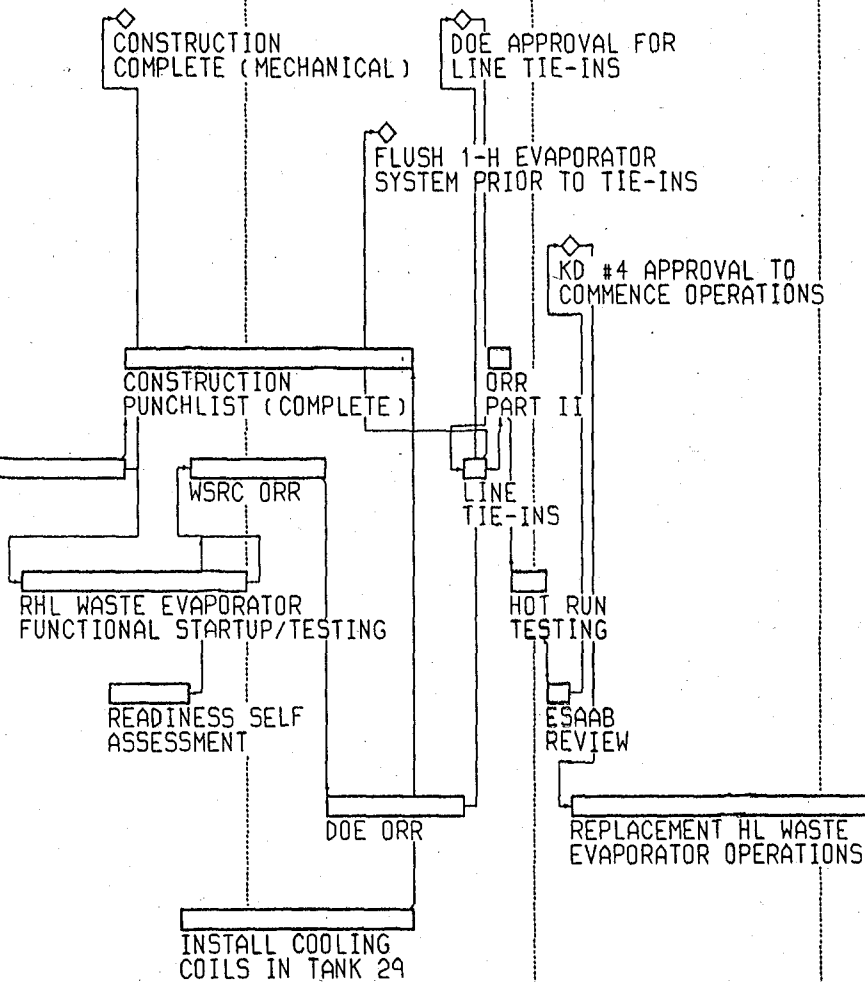 CONSTRUCTION
COMPLETE (MECHANICAL)
DOE APPROVAL FOR
LINE TIE-INS
FLUSH 1-H EVAPORATOR
SYSTEM PRIOR TO TIE-INS
KD #4 APPROVAL TO
COMMENCE OPERATIONS
CONSTRUCTION
PUNCHLIST (COMPLETE)
ORR
PART II
WSRC ORR
LINE
TIE-INS
RHL WASTE EVAPORATOR
FUNCTIONAL STARTUP/TESTING
HOT RUN
TESTING
READINESS SELF
ASSESSMENT
ESAAB
REVIEW
DOE ORR
REPLACEMENT HL WASTE
EVAPORATOR OPERATIONS
INSTALL COOLING
COILS IN TANK 29